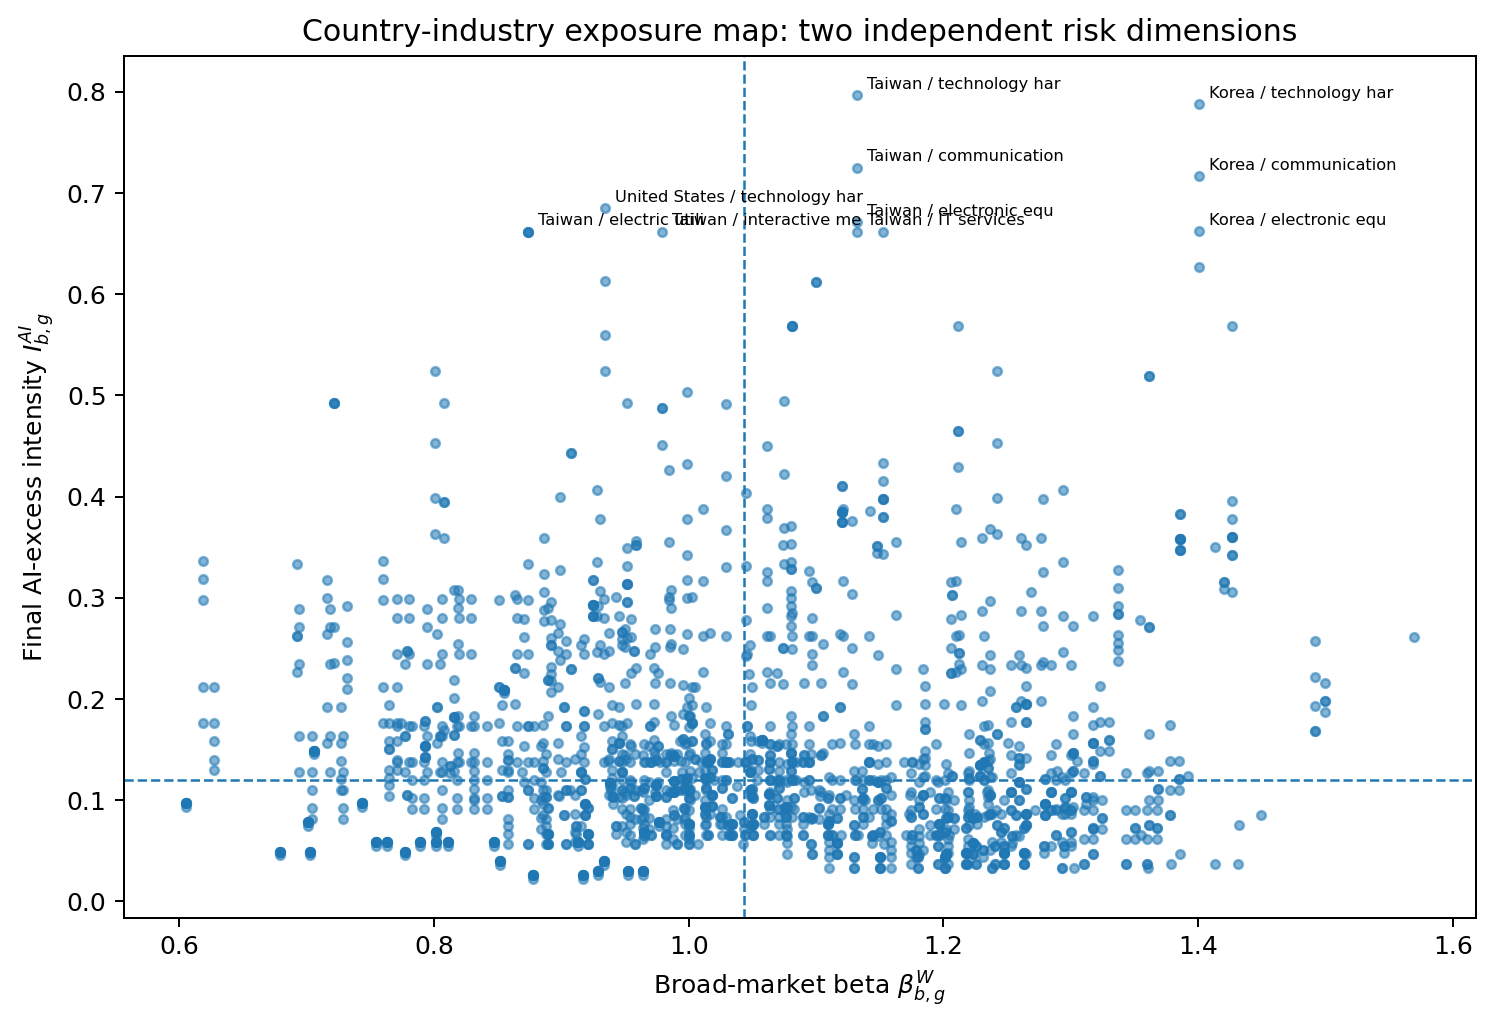 Country-industry exposure map: two independent risk dimensions
Final AI-excess intensity I^{AI}_{b,g}
0.8
0.7
0.6
0.5
0.4
0.3
0.2
0.1
0.0
Taiwan / technology har
Korea / technology har
Taiwan / communication
Korea / communication
United States / technology har
Taiwan / electronic equ
Taiwan / electric utili
Taiwan / interactive me
Taiwan / IT services
Korea / electronic equ
0.6
0.8
1.0
1.2
1.4
1.6
Broad-market beta β^W_{b,g}